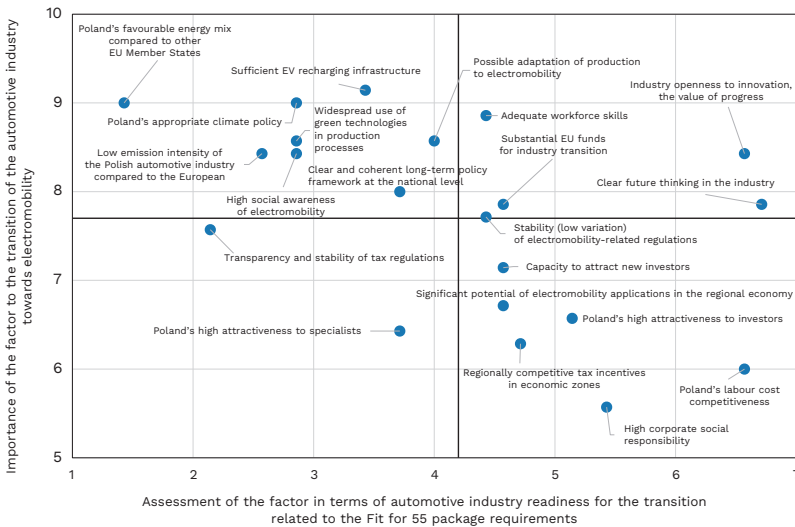 Importance of the factor to the transition of the automotive industry
towards electromobility
10
9
8
7
6
5
Poland's favourable energy mix
compared to other
EU Member States
Sufficient EV recharging infrastructure
Possible adaptation of production
to electromobility
Industry openness to innovation,
the value of progress
Poland's appropriate climate policy
Widespread use of
green technologies
in production
processes
Adequate workforce skills
Substantial EU funds
for industry transition
Low emission intensity of
the Polish automotive industry
compared to the European
Clear and coherent long-term policy
framework at the national level
Clear future thinking in the industry
High social awareness
of electromobility
Stability (low variation)
of electromobility-related regulations
Transparency and stability of tax regulations
Capacity to attract new investors
Significant potential of electromobility applications in the regional economy
Poland's high attractiveness to specialists
Poland's high attractiveness to investors
Regionally competitive tax incentives
in economic zones
Poland's labour cost
competitiveness
High corporate social
responsibility
1
2
3
4
5
6
7
Assessment of the factor in terms of automotive industry readiness for the transition
related to the Fit for 55 package requirements